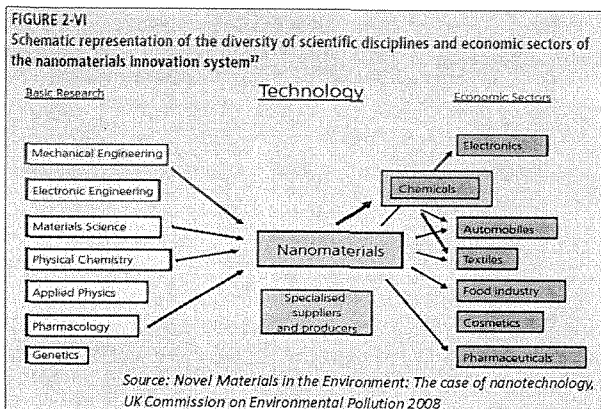 FIGURE 2-VI
Schematic representation of the diversity of scientific disciplines and economic sectors of
the nanomaterials innovation system³⁷
Basic Research
Technology
Economic Sectors
Mechanical Engineering
Electronic Engineering
Materials Science
Physical Chemistry
Applied Physics
Pharmacology
Genetics
Nanomaterials
Specialised
suppliers
and producers
Electronics
Chemicals
Automobiles
Textiles
Food industry
Cosmetics
Pharmaceuticals
Source: Novel Materials in the Environment: The case of nanotechnology,
UK Commission on Environmental Pollution 2008